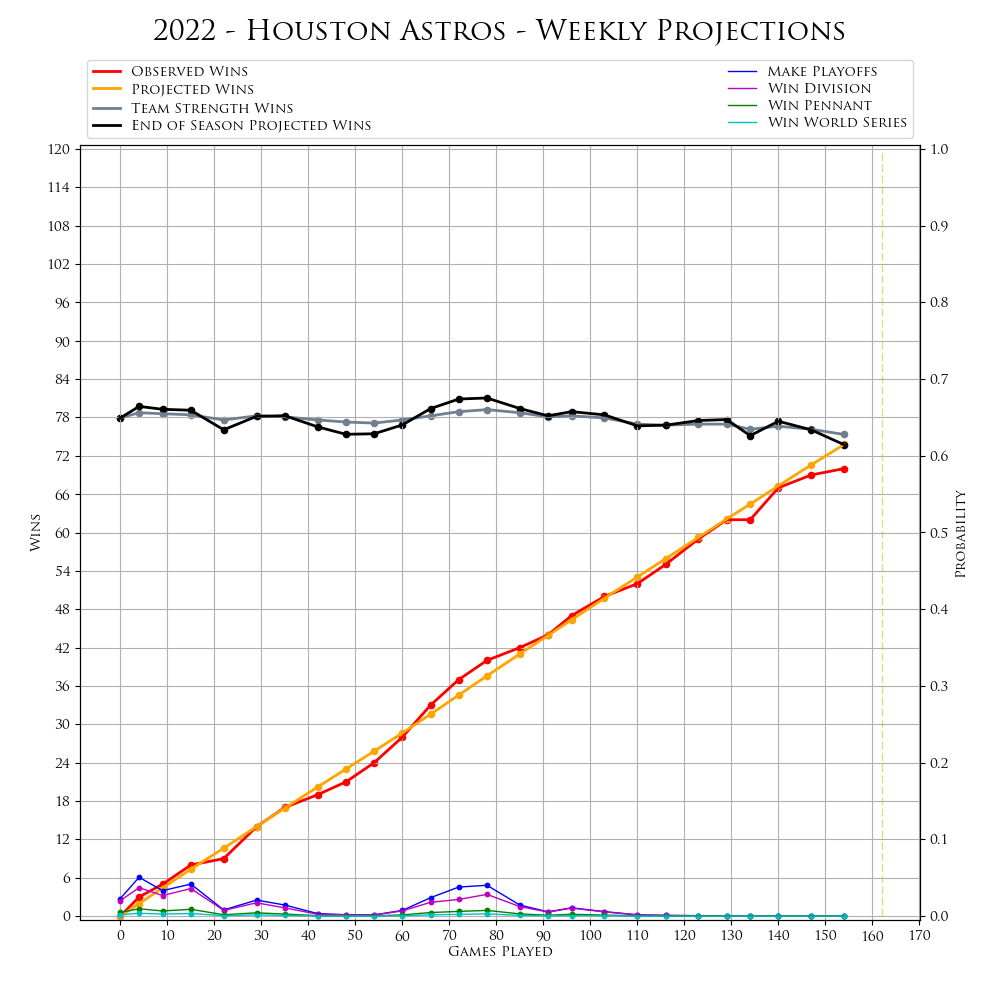 2022 - Houston Astros - Weekly Projections
Observed Wins
Projected Wins
Team Strength Wins
End of Season Projected Wins
Make Playoffs
Win Division
Win Pennant
Win World Series
120
114
108
102
96
90
84
78
72
66
60
54
48
42
36
30
24
18
12
6
0
Wins
1.0
0.9
0.8
0.7
0.6
0.5
0.4
0.3
0.2
0.1
0.0
Probability
0 10 20 30 40 50 60 70 80 90 100 110 120 130 140 150 160 170
Games Played